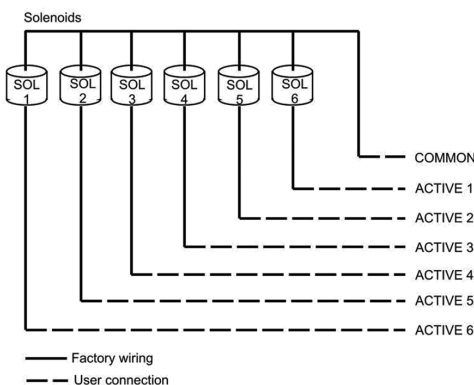 Solenoids
SOL 1
SOL 2
SOL 3
SOL 4
SOL 5
SOL 6
COMMON
ACTIVE 1
ACTIVE 2
ACTIVE 3
ACTIVE 4
ACTIVE 5
ACTIVE 6
Factory wiring
User connection